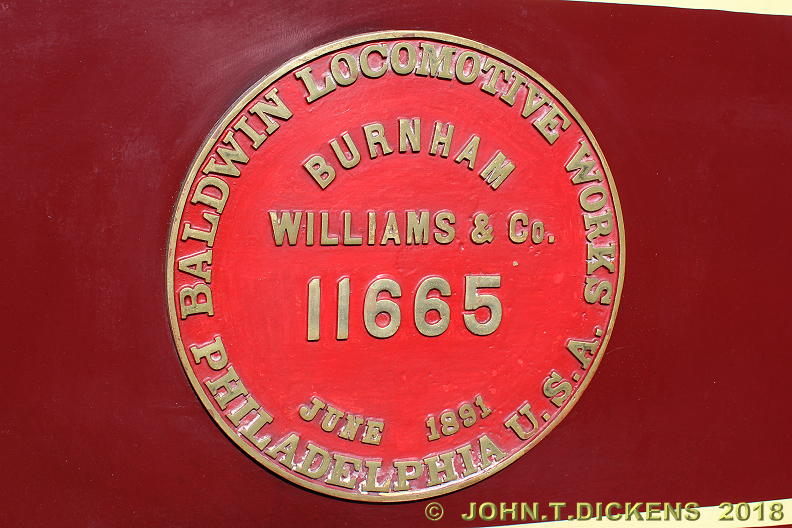 BALDWIN LOCOMOTIVE WORKS
BURNHAM
WILLIAMS & Co.
11665
JUNE 1891
PHILADELPHIA U.S.A.
© JOHN.T.DICKENS 2018